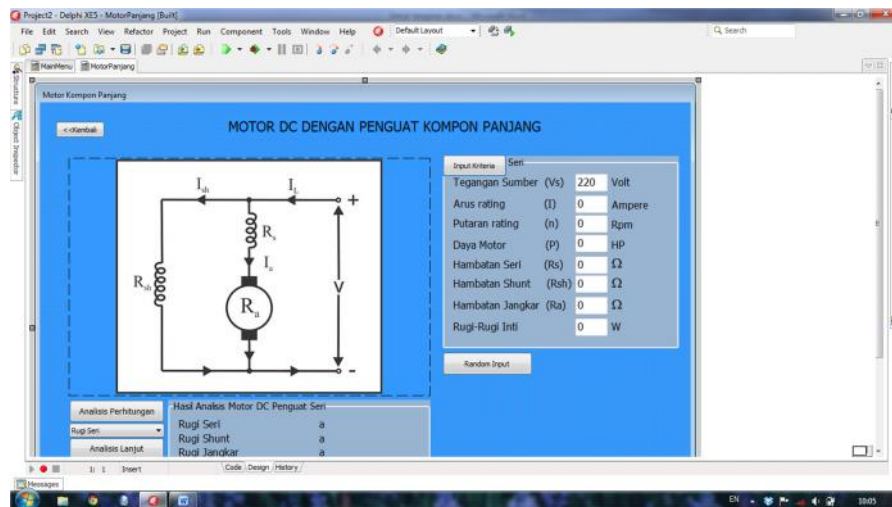 Project2 - Delphi XE5 - MotorPanjang [Built]
File Edit Search View Refactor Project Run Component Tools Window Help Default Layout Search
MainMenu MotorPanjang
Structure
Object Inspector
Motor Kompon Panjang
<<Kembali
MOTOR DC DENGAN PENGUAT KOMPON PANJANG
Input Kriteria Seri
Tegangan Sumber (Vs) 220 Volt
Arus rating (I) 0 Ampere
Putaran rating (n) 0 Rpm
Daya Motor (P) 0 HP
Hambatan Seri (Rs) 0 Ω
Hambatan Shunt (Rsh) 0 Ω
Hambatan Jangkar (Ra) 0 Ω
Rugi-Rugi Inti 0 W
Random Input
Ish IL +
Rs
Ia
Rsh
V
Ra
-
Analisis Perhitungan
Rugi Seri
Analisis Lanjut
Hasil Analisis Motor DC Penguat Seri
Rugi Seri a
Rugi Shunt a
Rugi Jangkar a
1: 1 Insert Code Design History
Messages
EN 10:05